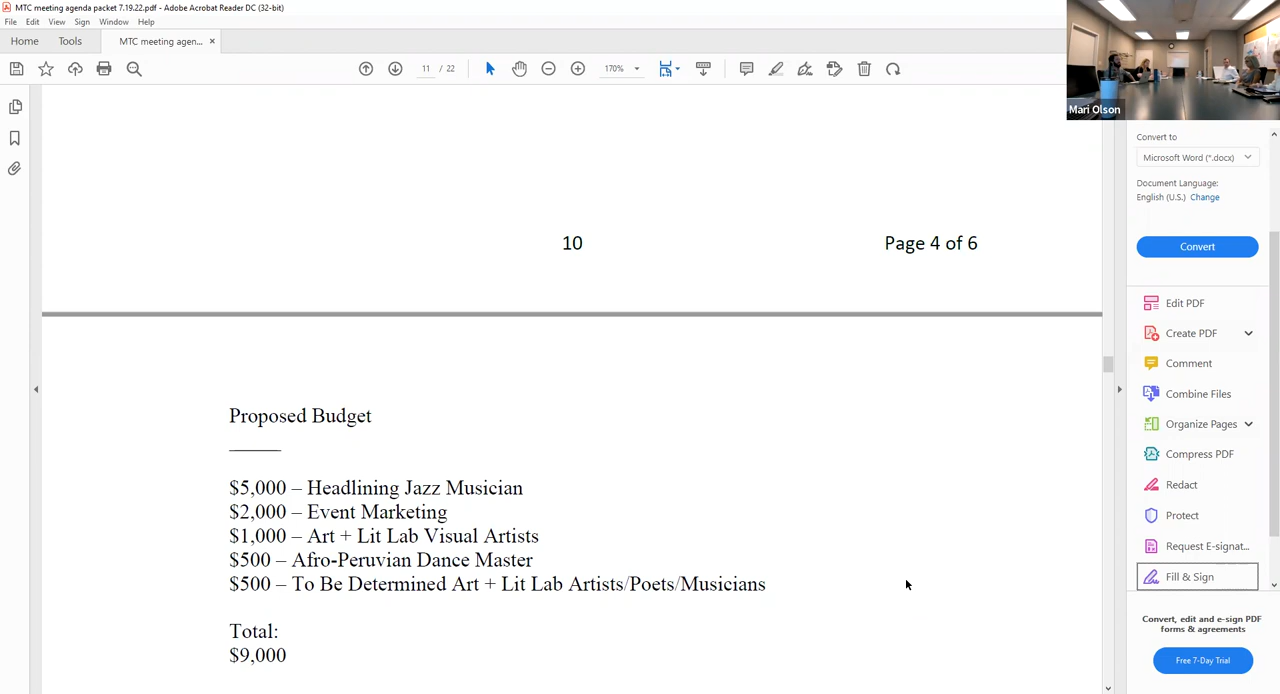 MTC meeting agenda packet 7.19.22.pdf - Adobe Acrobat Reader DC (32-bit)
File Edit View Sign Window Help
Home Tools MTC meeting agen... ×
11 / 22 170%
Mari Olson
Convert to
Microsoft Word (*.docx)
Document Language:
English (U.S.) Change
Convert
Edit PDF
Create PDF
Comment
Combine Files
Organize Pages
Compress PDF
Redact
Protect
Request E-signat...
Fill & Sign
Convert, edit and e-sign PDF
forms & agreements
Free 7-Day Trial
10 Page 4 of 6
Proposed Budget
$5,000 – Headlining Jazz Musician
$2,000 – Event Marketing
$1,000 – Art + Lit Lab Visual Artists
$500 – Afro-Peruvian Dance Master
$500 – To Be Determined Art + Lit Lab Artists/Poets/Musicians
Total:
$9,000